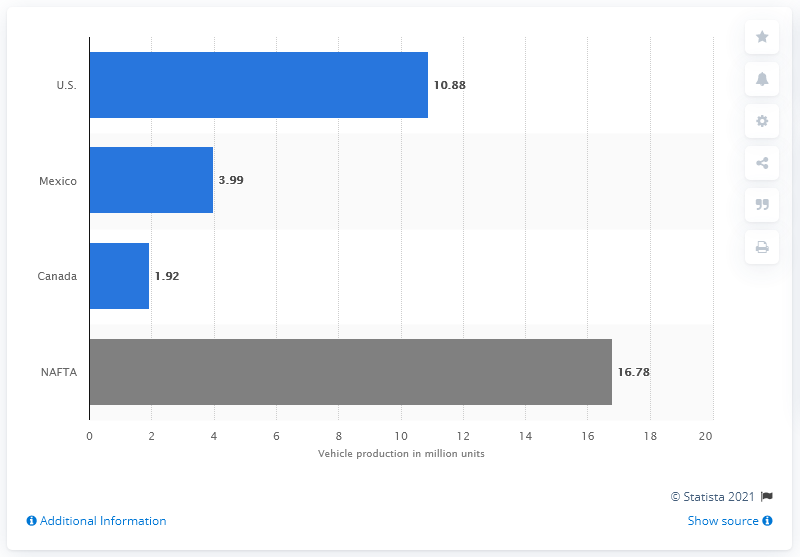 U.S.
10.88
Mexico
3.99
Canada
1.92
NAFTA
16.78
0 2 4 6 8 10 12 14 16 18 20
Vehicle production in million units
© Statista 2021
Additional Information
Show source